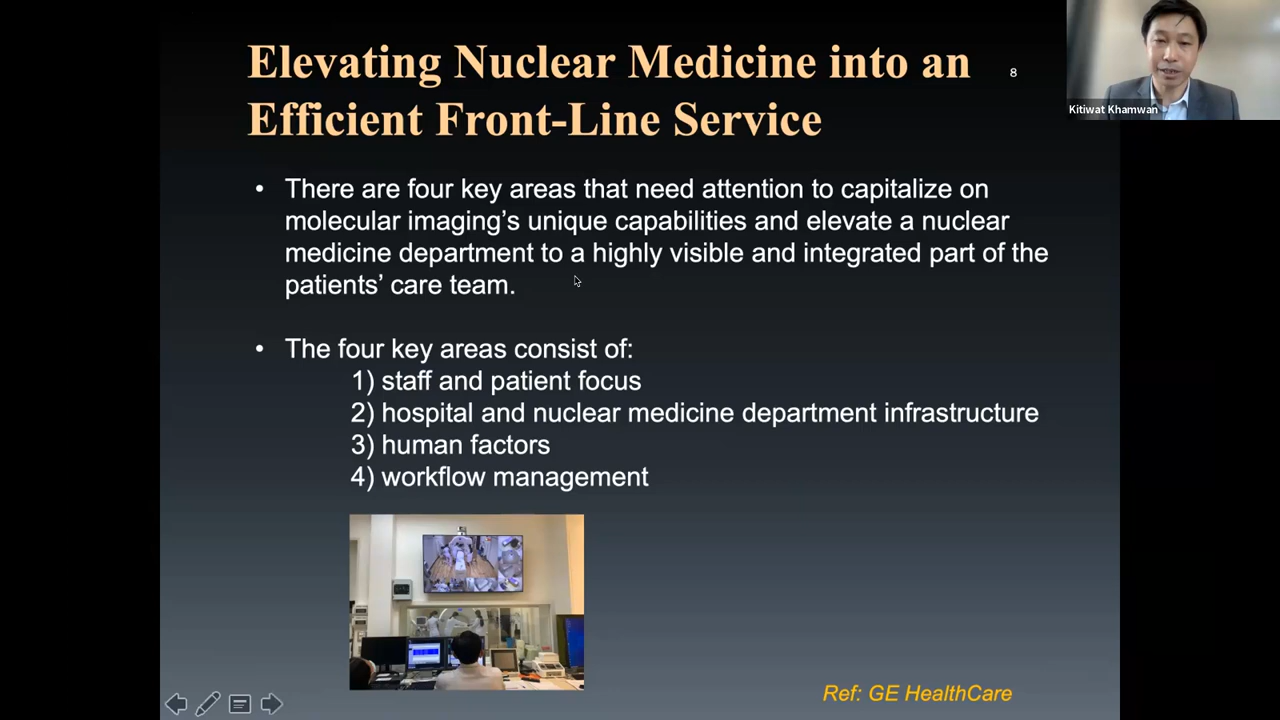 Elevating Nuclear Medicine into an
Efficient Front-Line Service
8
Kitiwat Khamwan
• There are four key areas that need attention to capitalize on
molecular imaging’s unique capabilities and elevate a nuclear
medicine department to a highly visible and integrated part of the
patients’ care team.
• The four key areas consist of:
1) staff and patient focus
2) hospital and nuclear medicine department infrastructure
3) human factors
4) workflow management
Ref: GE HealthCare